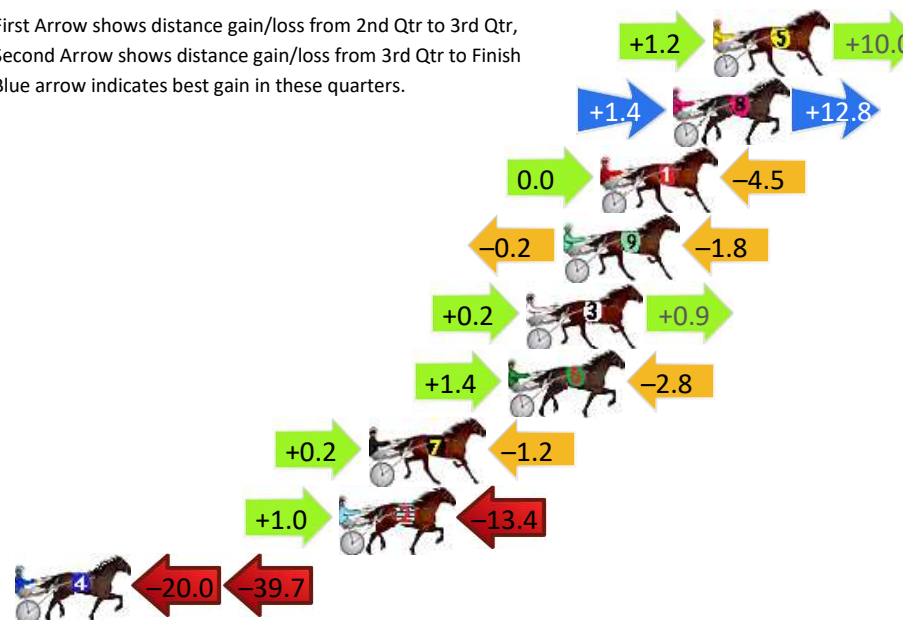 First Arrow shows distance gain/loss from 2nd Qtr to 3rd Qtr,
Second Arrow shows distance gain/loss from 3rd Qtr to Finish
Blue arrow indicates best gain in these quarters.
+1.2 5 +10.0
+1.4 8 +12.8
0.0 1 –4.5
–0.2 9 –1.8
+0.2 3 +0.9
+1.4 6 –2.8
+0.2 7 –1.2
+1.0 2 –13.4
4 –20.0 –39.7